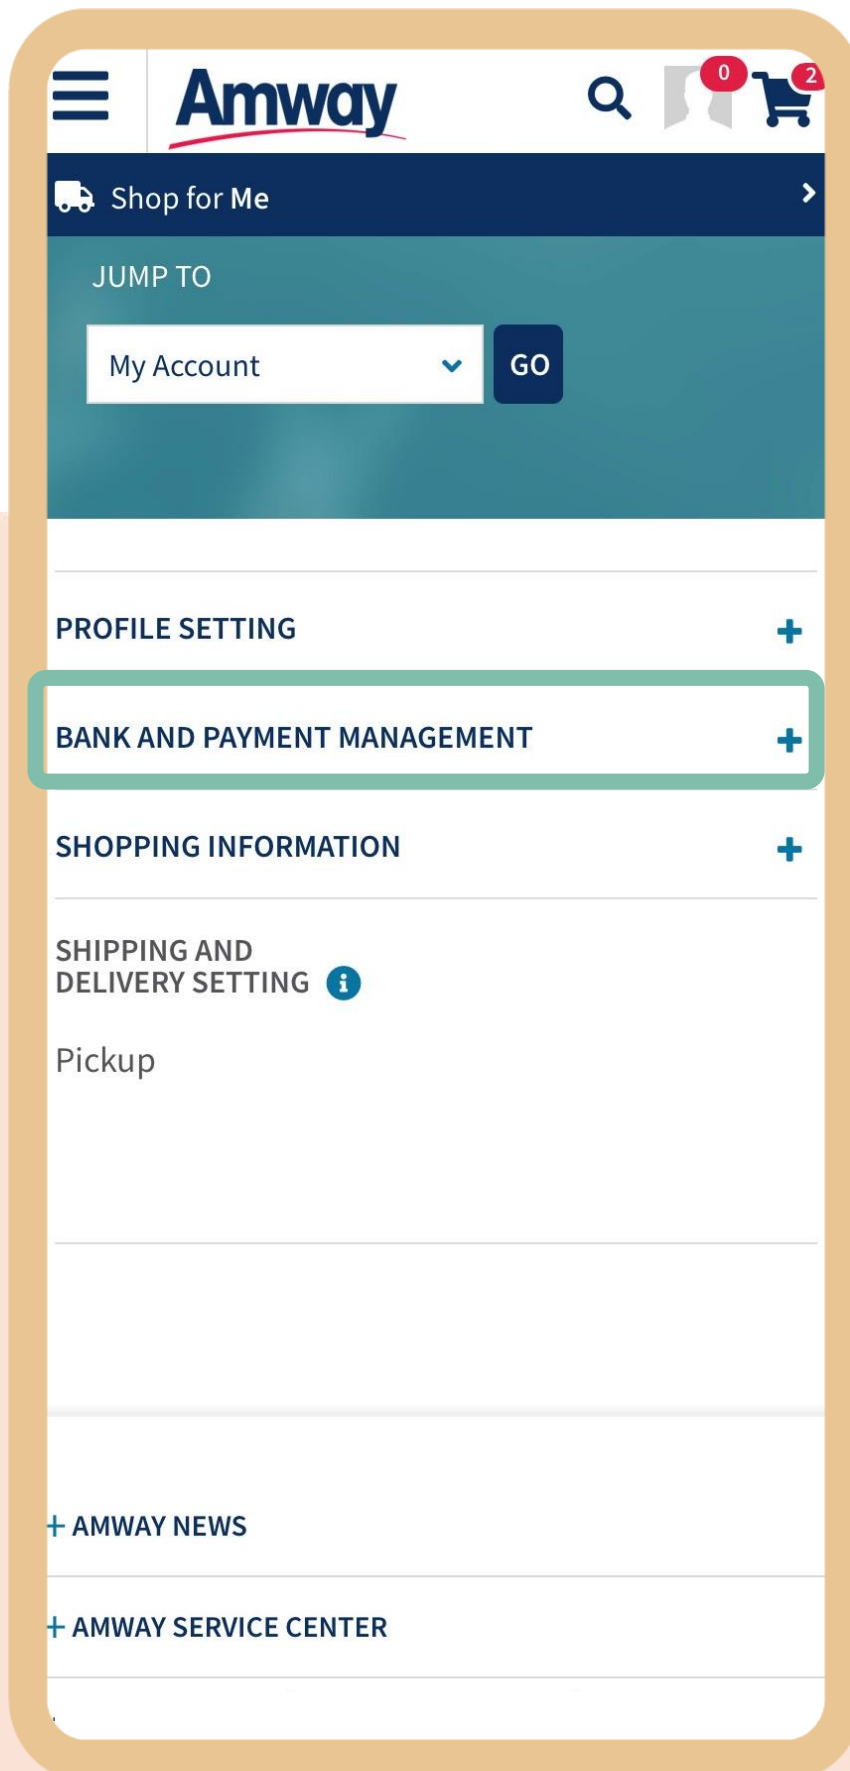 Amway
0
2
Shop for Me
JUMP TO
My Account
GO
PROFILE SETTING
BANK AND PAYMENT MANAGEMENT
SHOPPING INFORMATION
SHIPPING AND
DELIVERY SETTING
Pickup
+ AMWAY NEWS
+ AMWAY SERVICE CENTER